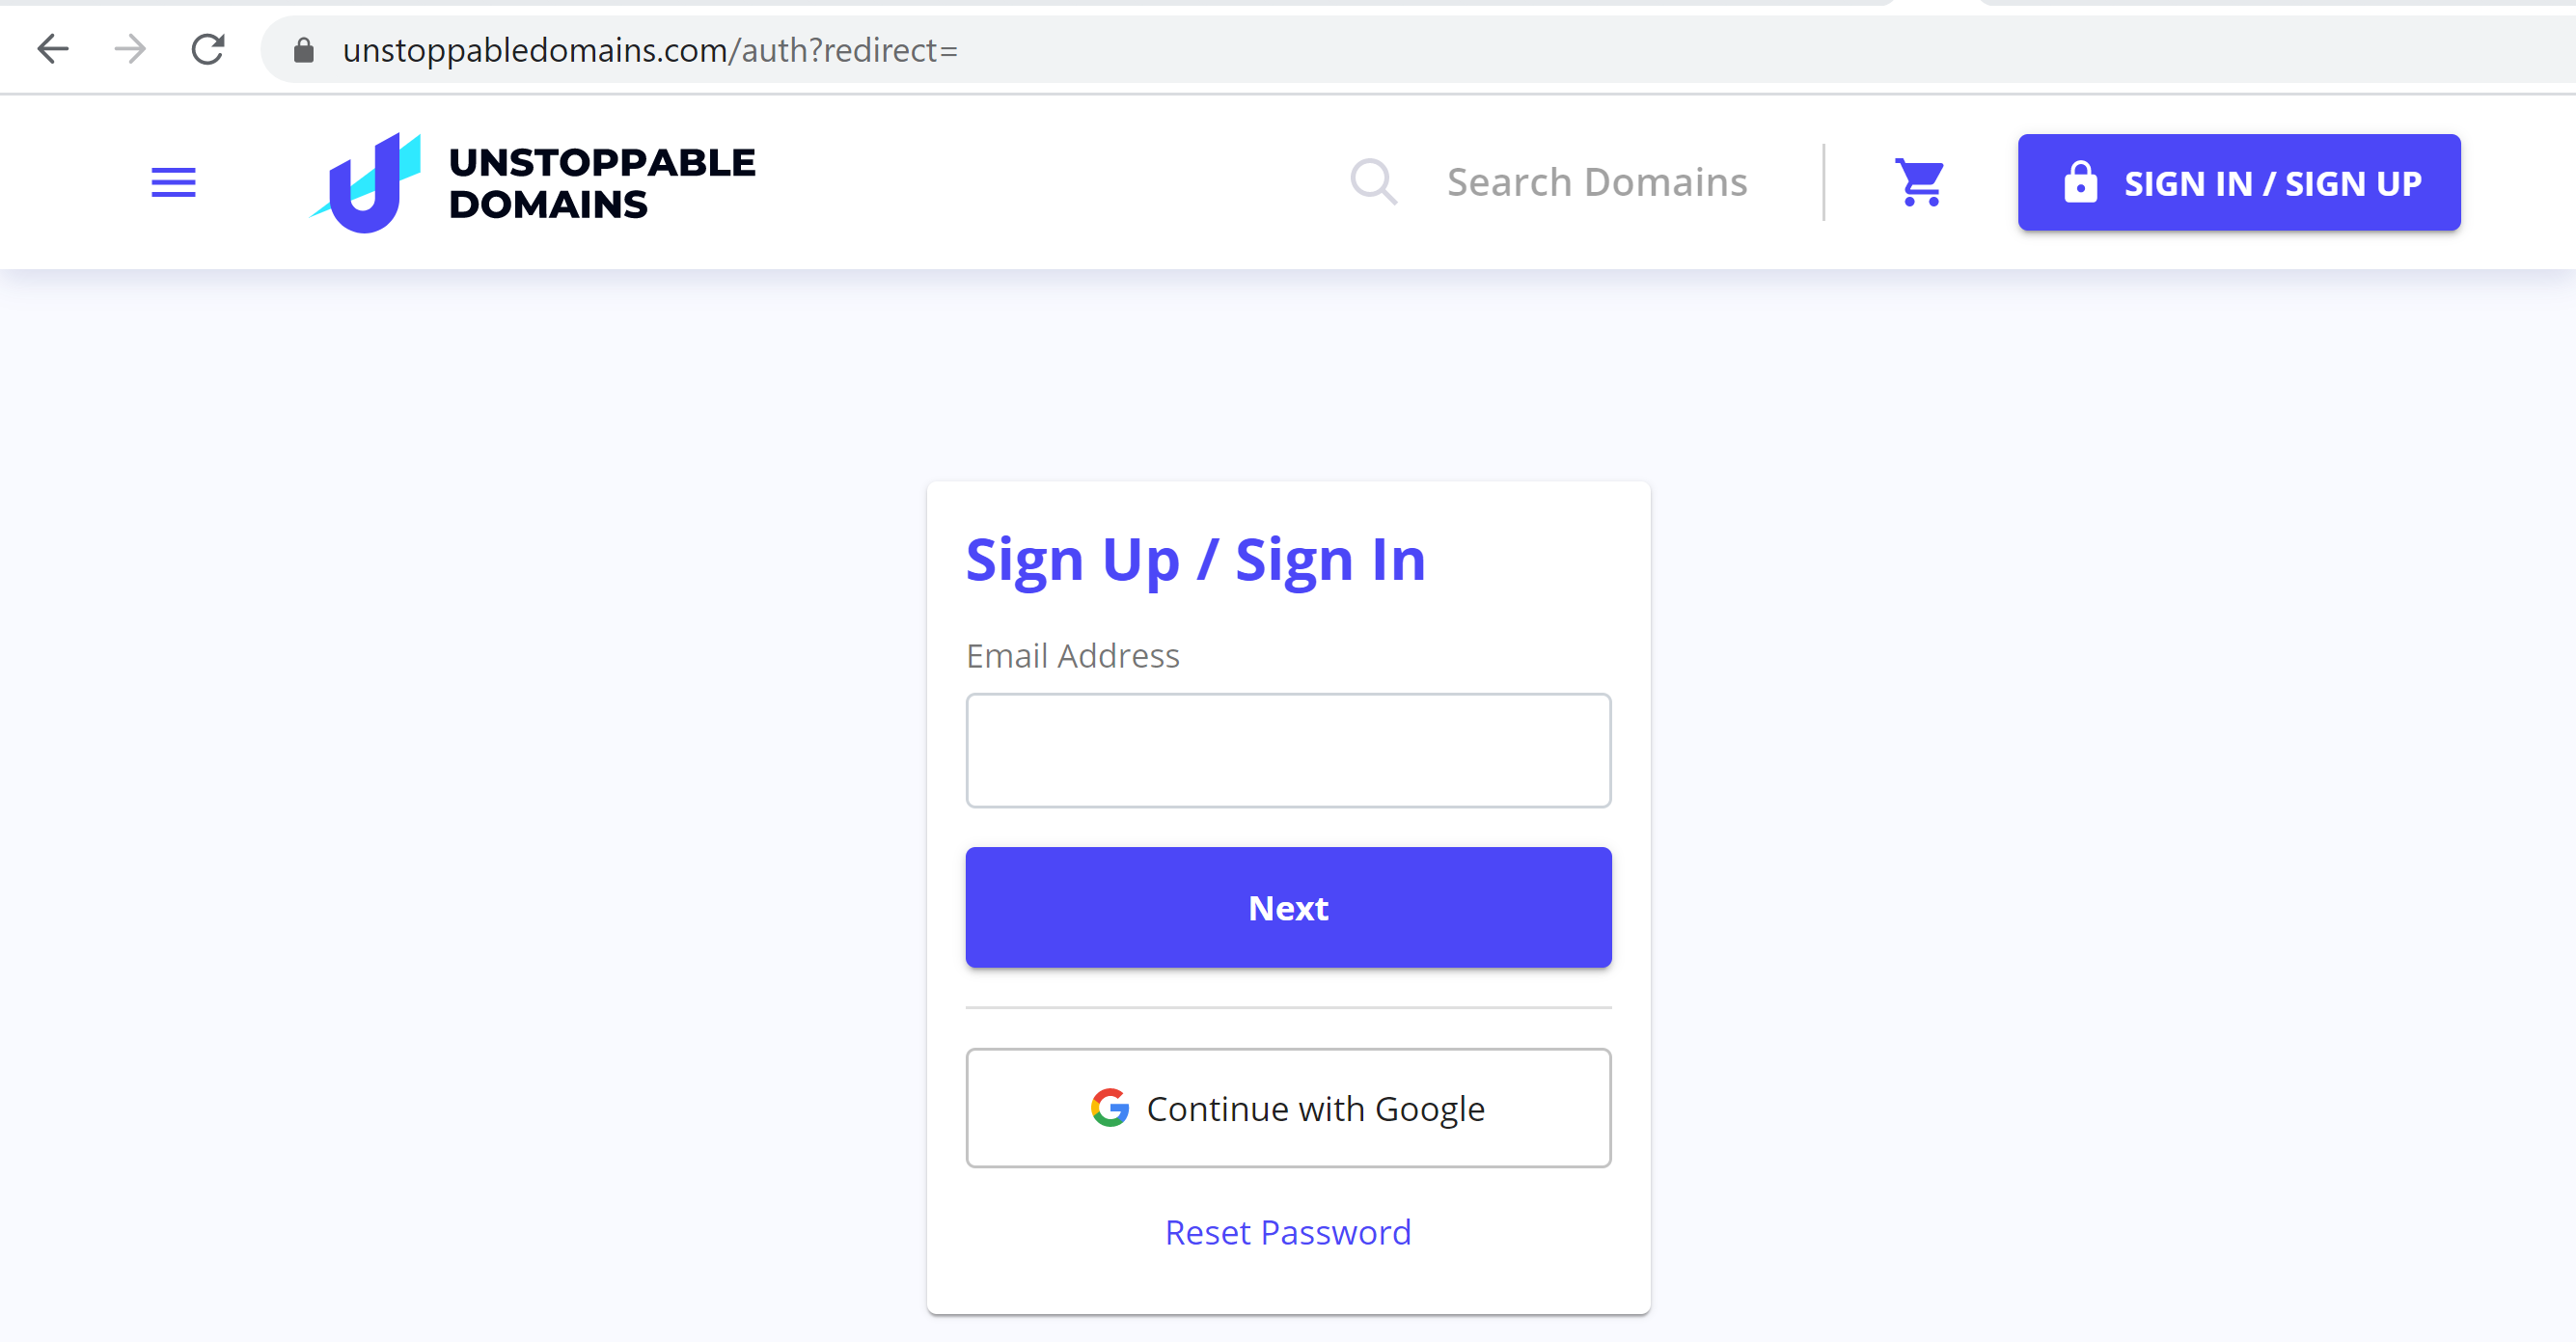 unstoppabledomains.com/auth?redirect=
UNSTOPPABLE
DOMAINS
Search Domains
SIGN IN / SIGN UP
Sign Up / Sign In
Email Address
Next
Continue with Google
Reset Password